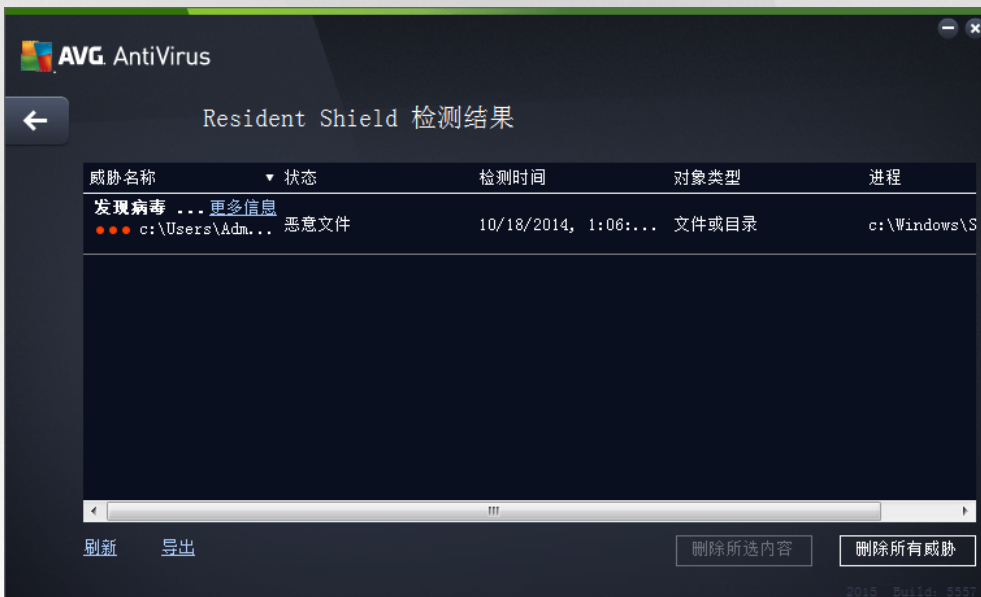 AVG. AntiVirus
Resident Shield 检测结果
威胁名称 ▼ 状态 检测时间 对象类型 进程
发现病毒 ... 更多信息
c:\Users\Adm... 恶意文件 10/18/2014, 1:06:... 文件或目录 c:\Windows\S
刷新 导出 删除所选内容 删除所有威胁
2015 Build: 5557